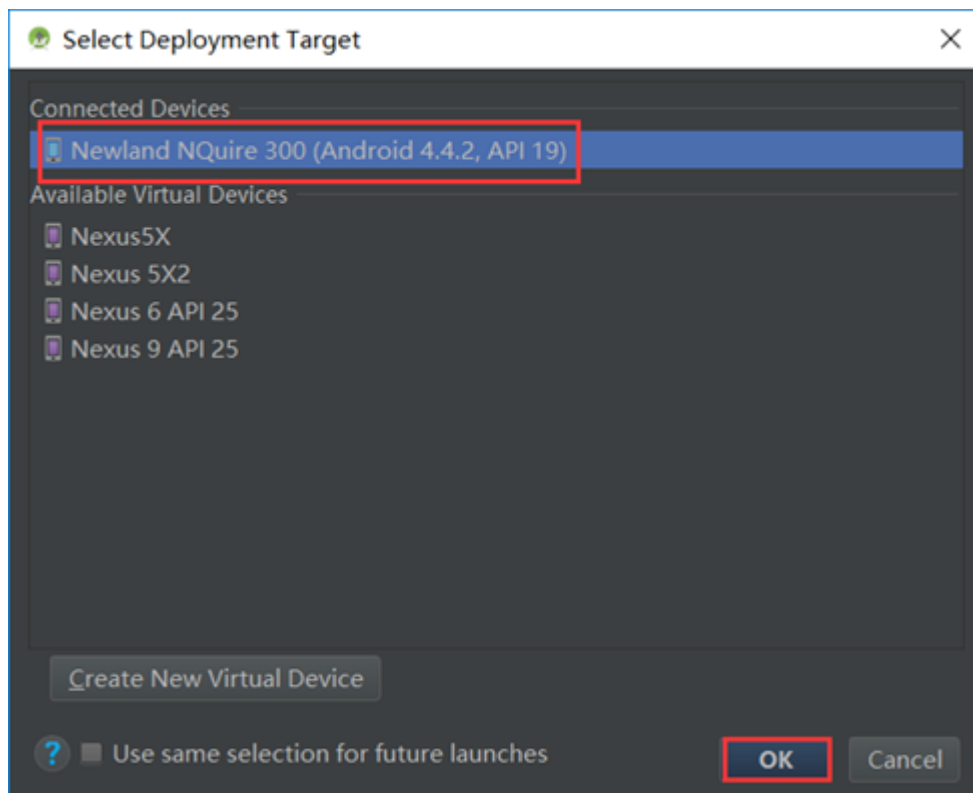 Select Deployment Target
Connected Devices
Newland NQuire 300 (Android 4.4.2, API 19)
Available Virtual Devices
Nexus5X
Nexus 5X2
Nexus 6 API 25
Nexus 9 API 25
Create New Virtual Device
? Use same selection for future launches
OK Cancel